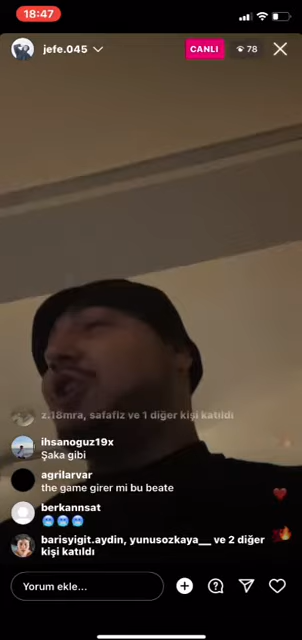 18:47
jefe.045
CANLI
78
z.18mra, safafiz ve 1 diğer kişi katıldı
ihsanoguz19x
Şaka gibi
agrilarvar
the game girer mi bu beate
berkannsat
barisyigit.aydin, yunusozkaya__ ve 2 diğer
kişi katıldı
Yorum ekle...